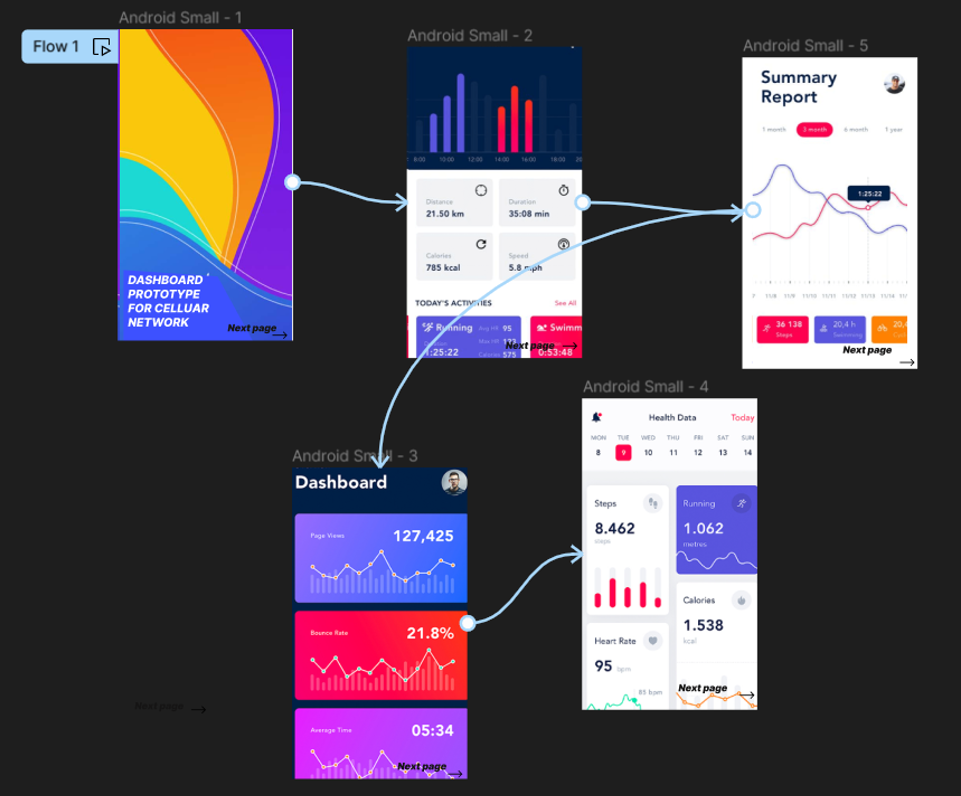 Android Small - 1
Flow 1
DASHBOARD
PROTOTYPE
FOR CELLUAR
NETWORK
Next page
Android Small - 2
8:00 10:00 12:00 14:00 16:00 18:00 20
Distance
21.50 km
Duration
35:08 min
Calories
785 kcal
Speed
5.8 mph
TODAY'S ACTIVITIES
See All
Running
Avg HR 95
Max HR 173
Calories 575
1:25:22
Swimm
0:53:48
Next page
Android Small - 5
Summary
Report
1 month 3 month 6 month 1 year
1:25:22
7 11/8 11/9 11/10 11/11 11/12 11/13 11/14 11/
36 138
Steps
20,4 h
Swimming
20,4
Next page
Android Small - 3
Dashboard
Page Views
127,425
Bounce Rate
21.8%
Average Time
05:34
Next page
Android Small - 4
Health Data
Today
MON TUE WED THU FRI SAT SUN
8 9 10 11 12 13 14
Steps
8.462
steps
Running
1.062
metres
Calories
1.538
kcal
Heart Rate
95 bpm
85 bpm
Next page
Next page